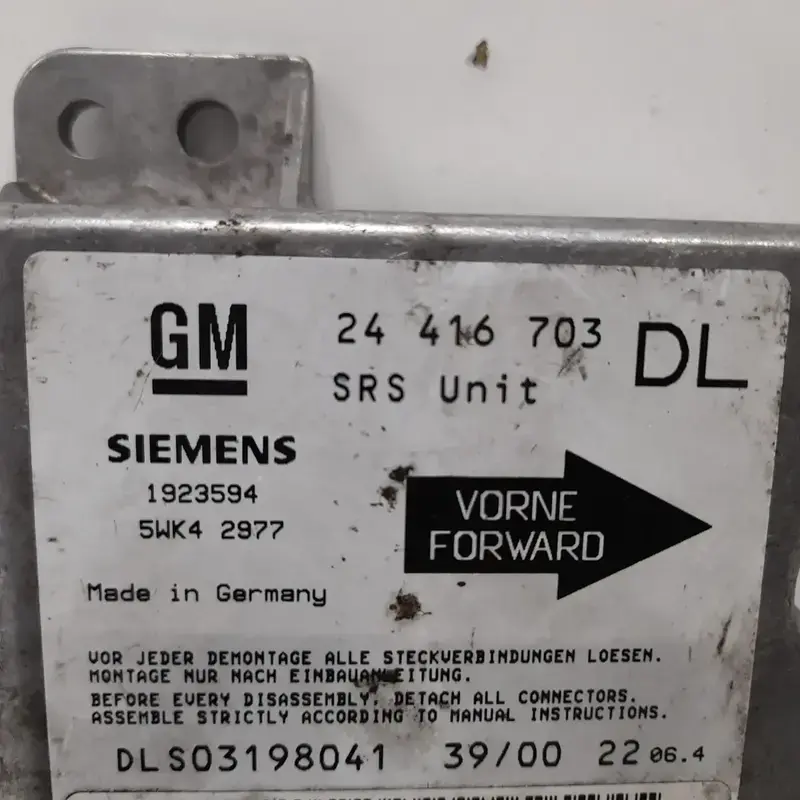 GM
24 416 703
DL
SRS Unit
SIEMENS
1923594
5WK4 2977
VORNE
FORWARD
Made in Germany
VOR JEDER DEMONTAGE ALLE STECKVERBINDUNGEN LOESEN.
MONTAGE NUR NACH EINBAUANLEITUNG.
BEFORE EVERY DISASSEMBLY, DETACH ALL CONNECTORS.
ASSEMBLE STRICTLY ACCORDING TO MANUAL INSTRUCTIONS.
DLS03198041 39/00 22 06.4